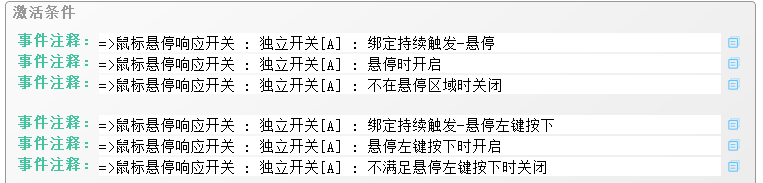 激活条件
事件注释：=>鼠标悬停响应开关 : 独立开关[A] : 绑定持续触发-悬停
事件注释：=>鼠标悬停响应开关 : 独立开关[A] : 悬停时开启
事件注释：=>鼠标悬停响应开关 : 独立开关[A] : 不在悬停区域时关闭
事件注释：=>鼠标悬停响应开关 : 独立开关[A] : 绑定持续触发-悬停左键按下
事件注释：=>鼠标悬停响应开关 : 独立开关[A] : 悬停左键按下时开启
事件注释：=>鼠标悬停响应开关 : 独立开关[A] : 不满足悬停左键按下时关闭